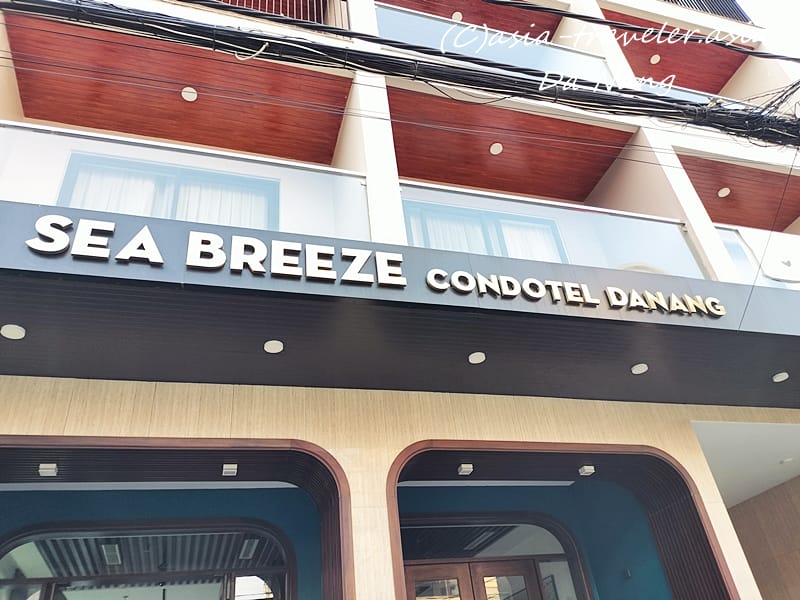 (C)asia-traveler.asia
Da Nang
SEA BREEZE CONDOTEL DANANG